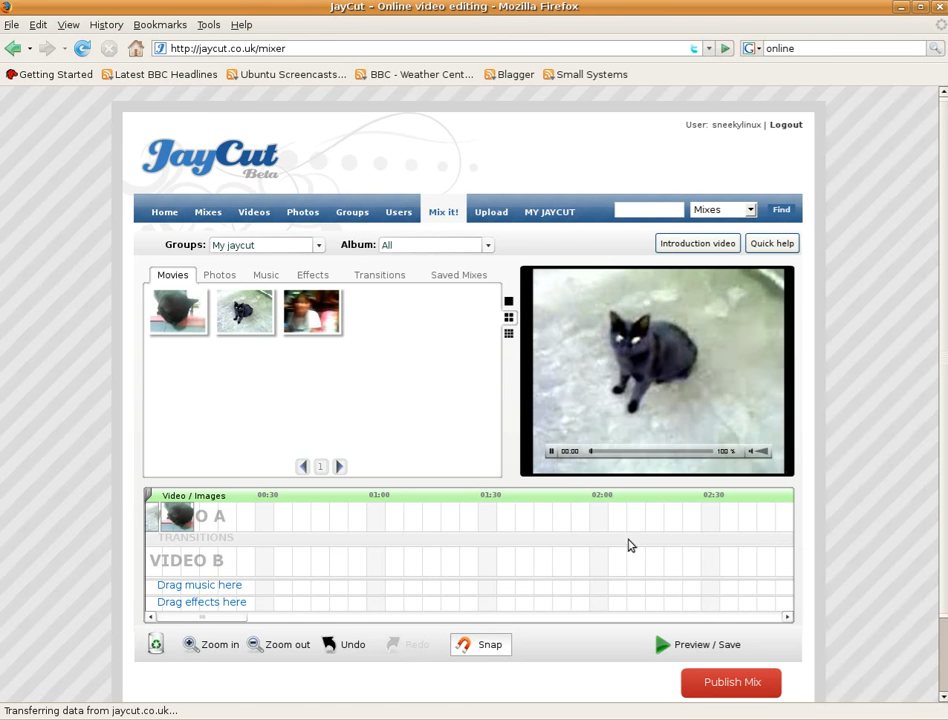 JayCut – Online video editing - Mozilla Firefox
File Edit View History Bookmarks Tools Help
http://jaycut.co.uk/mixer
online
Getting Started Latest BBC Headlines Ubuntu Screencasts... BBC - Weather Cent... Blagger Small Systems
User: sneekylinux | Logout
JayCut
Beta
Home Mixes Videos Photos Groups Users Mix it! Upload MY JAYCUT Mixes Find
Groups: My jaycut Album: All Introduction video Quick help
Movies Photos Music Effects Transitions Saved Mixes
00:00 100 %
1
Video / Images 00:30 01:00 01:30 02:00 02:30
O A
TRANSITIONS
VIDEO B
Drag music here
Drag effects here
Zoom in Zoom out Undo Redo Snap Preview / Save
Publish Mix
Transferring data from jaycut.co.uk...